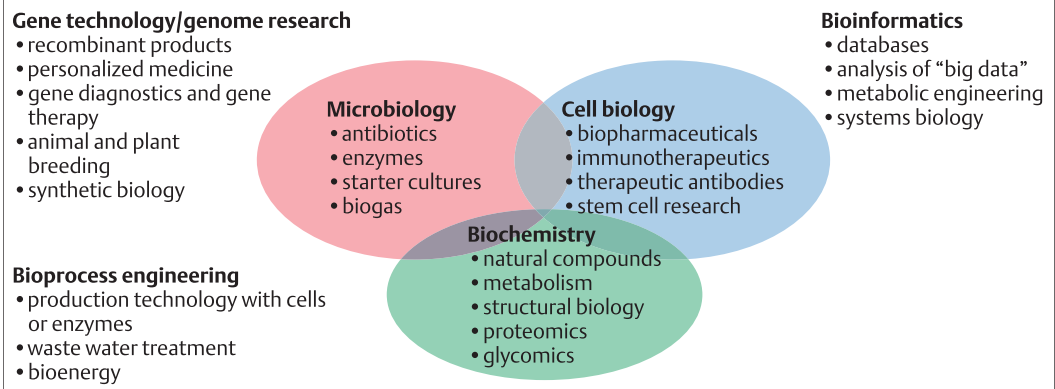 Gene technology/genome research
• recombinant products
• personalized medicine
• gene diagnostics and gene
therapy
• animal and plant
breeding
• synthetic biology
Microbiology
• antibiotics
• enzymes
• starter cultures
• biogas
Cell biology
• biopharmaceuticals
• immunotherapeutics
• therapeutic antibodies
• stem cell research
Bioinformatics
• databases
• analysis of “big data”
• metabolic engineering
• systems biology
Bioprocess engineering
• production technology with cells
or enzymes
• waste water treatment
• bioenergy
Biochemistry
• natural compounds
• metabolism
• structural biology
• proteomics
• glycomics